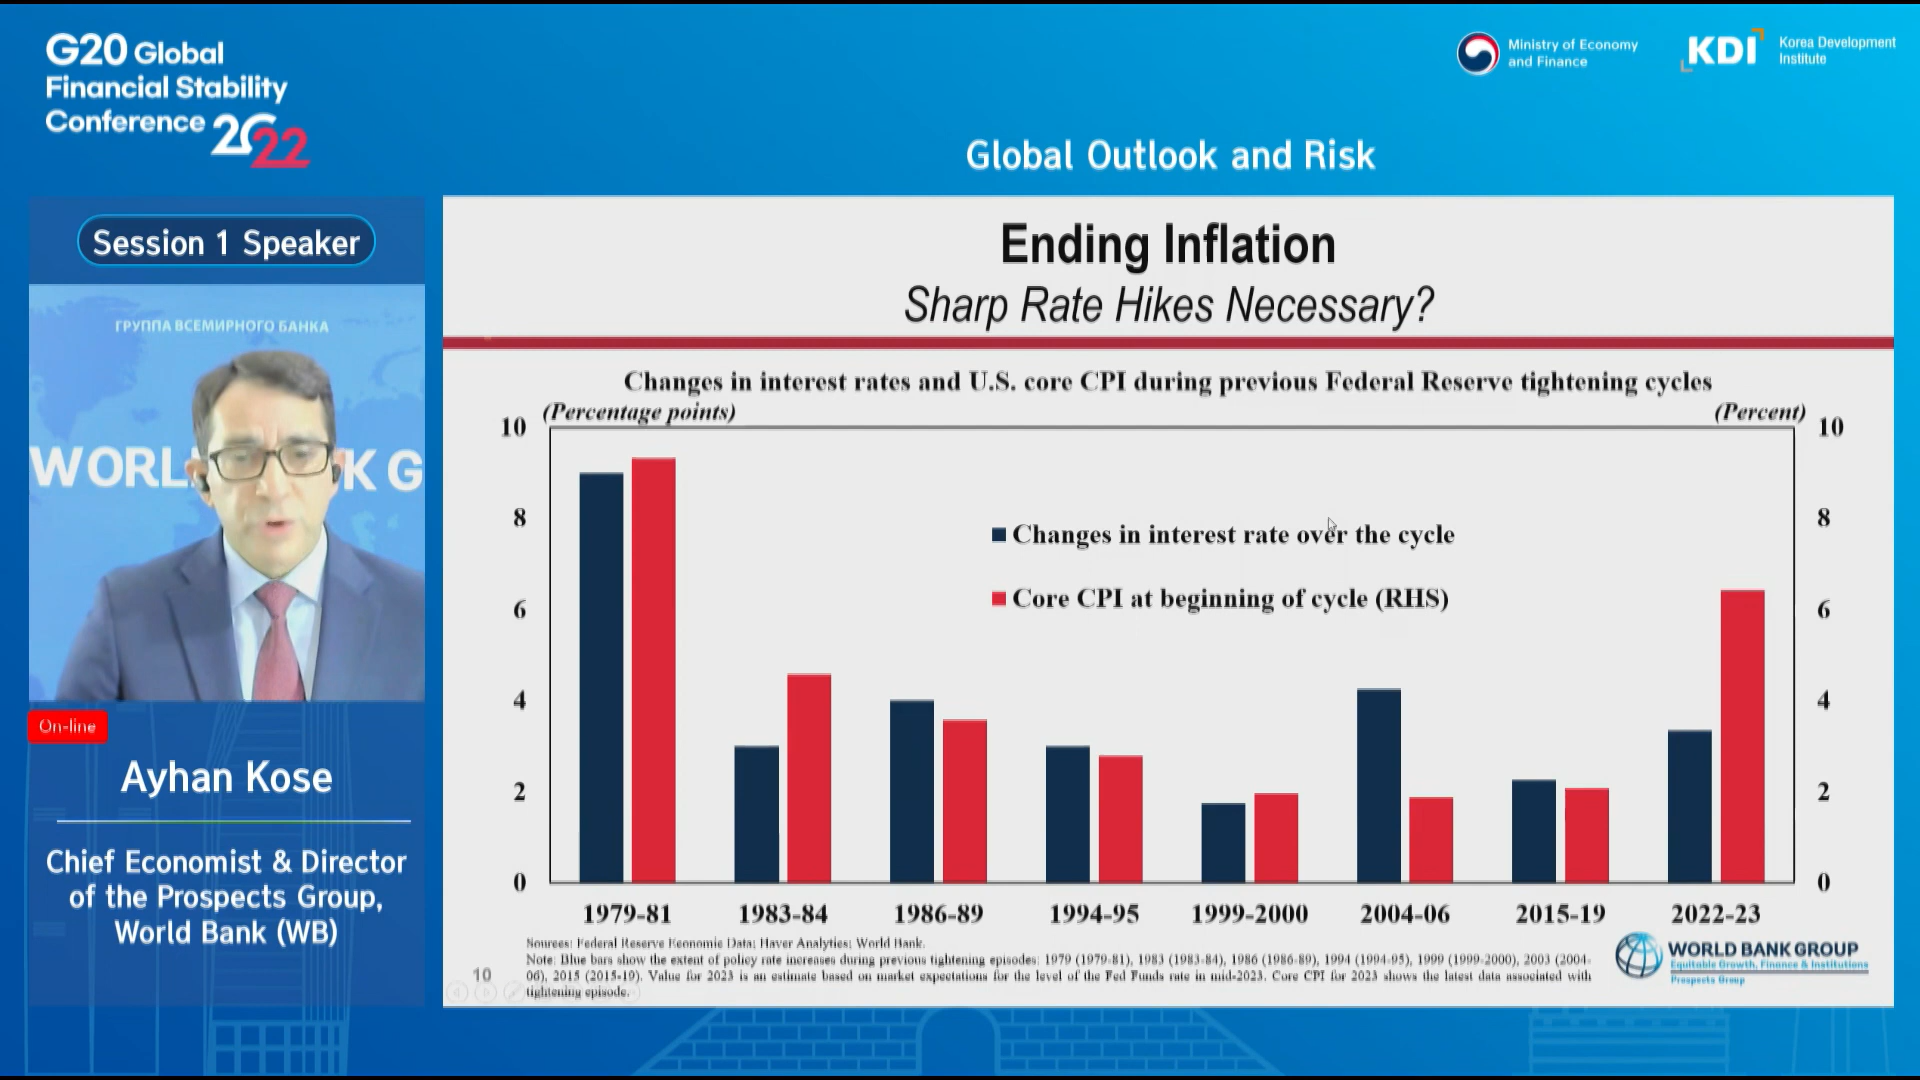 G20 Global
Financial Stability
Conference 2022
Ministry of Economy
and Finance
KDI
Korea Development
Institute
Global Outlook and Risk
Session 1 Speaker
ГРУППА ВСЕМИРНОГО БАНКА
WORL K G
On-line
Ayhan Kose
Chief Economist & Director
of the Prospects Group,
World Bank (WB)
Ending Inflation
Sharp Rate Hikes Necessary?
Changes in interest rates and U.S. core CPI during previous Federal Reserve tightening cycles
(Percentage points) (Percent)
10 10
8 8
6 6
4 4
2 2
0 0
Changes in interest rate over the cycle
Core CPI at beginning of cycle (RHS)
1979-81 1983-84 1986-89 1994-95 1999-2000 2004-06 2015-19 2022-23
Sources: Federal Reserve Economic Data; Haver Analytics; World Bank.
Note: Blue bars show the extent of policy rate increases during previous tightening episodes: 1979 (1979-81), 1983 (1983-84), 1986 (1986-89), 1994 (1994-95), 1999 (1999-2000), 2003 (2004-
06), 2015 (2015-19). Value for 2023 is an estimate based on market expectations for the level of the Fed Funds rate in mid-2023. Core CPI for 2023 shows the latest data associated with
tightening episode.
10
WORLD BANK GROUP
Equitable Growth, Finance & Institutions
Prospects Group